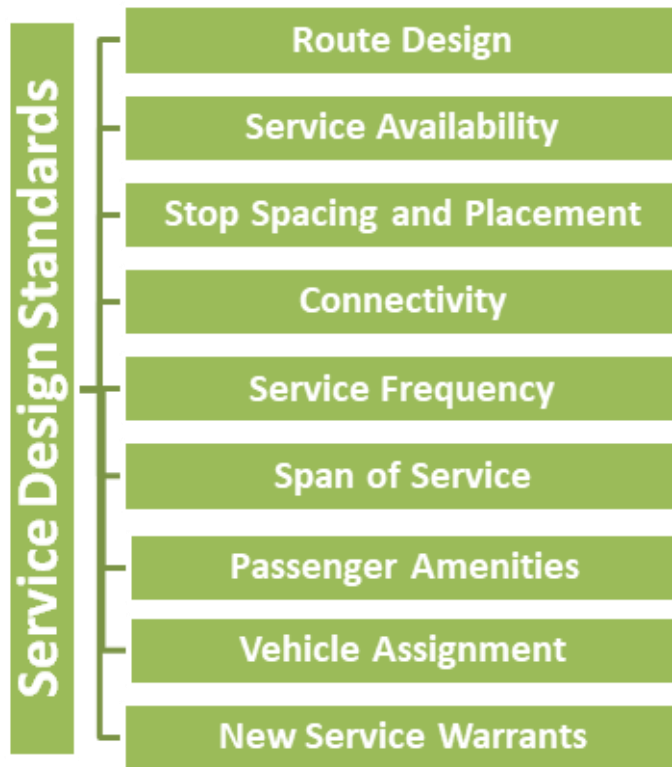 Service Design Standards
Route Design
Service Availability
Stop Spacing and Placement
Connectivity
Service Frequency
Span of Service
Passenger Amenities
Vehicle Assignment
New Service Warrants